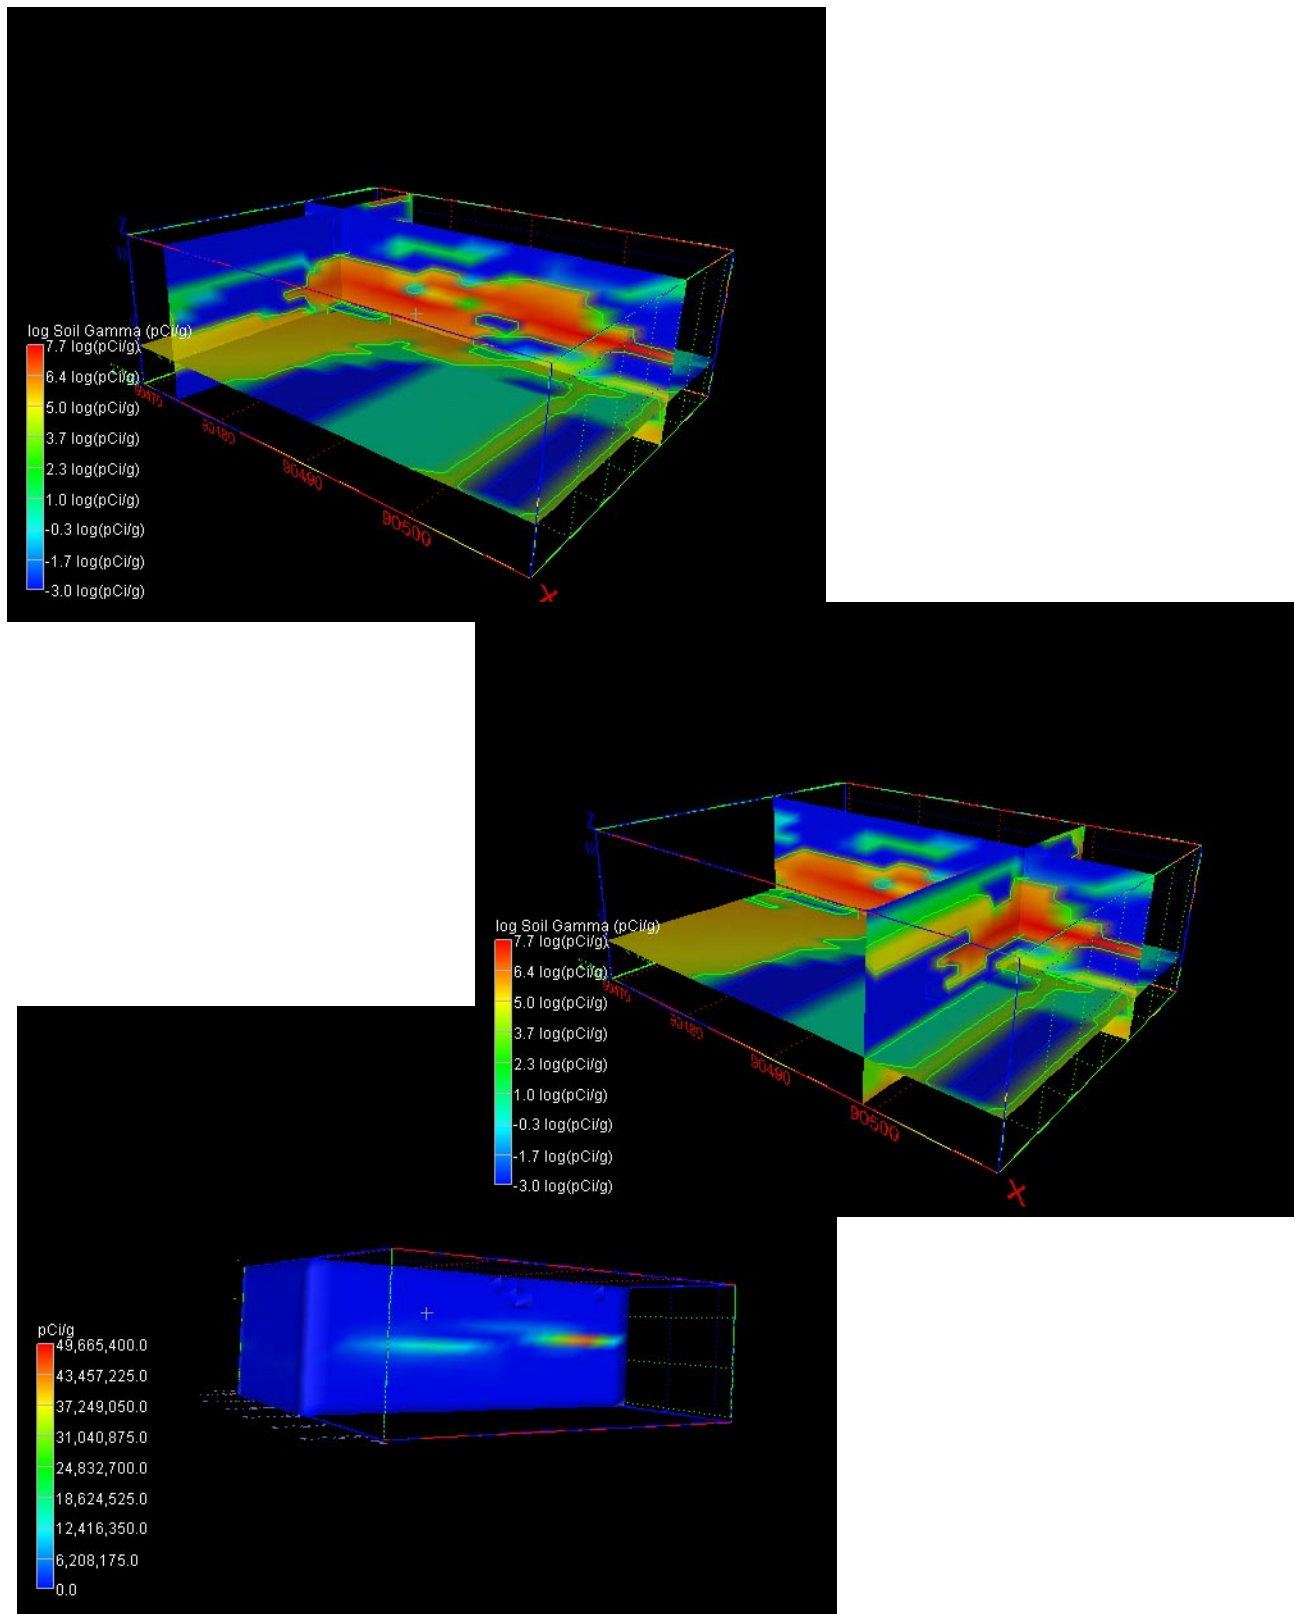 log Soil Gamma (pCi/g)
7.7 log(pCi/g)
6.4 log(pCi/g)
5.0 log(pCi/g)
3.7 log(pCi/g)
2.3 log(pCi/g)
1.0 log(pCi/g)
-0.3 log(pCi/g)
-1.7 log(pCi/g)
-3.0 log(pCi/g)
Z
90470
90480
90490
90500
X
log Soil Gamma (pCi/g)
7.7 log(pCi/g)
6.4 log(pCi/g)
5.0 log(pCi/g)
3.7 log(pCi/g)
2.3 log(pCi/g)
1.0 log(pCi/g)
-0.3 log(pCi/g)
-1.7 log(pCi/g)
-3.0 log(pCi/g)
Z
90470
90480
90490
90500
X
pCi/g
49,665,400.0
43,457,225.0
37,249,050.0
31,040,875.0
24,832,700.0
18,624,525.0
12,416,350.0
6,208,175.0
0.0